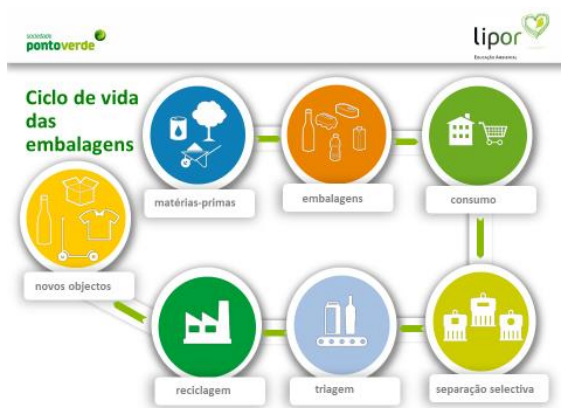 sociedade
pontoverde
lipor
Educação Ambiental
Ciclo de vida
das
embalagens
matérias-primas
embalagens
consumo
novos objectos
reciclagem
triagem
separação selectiva